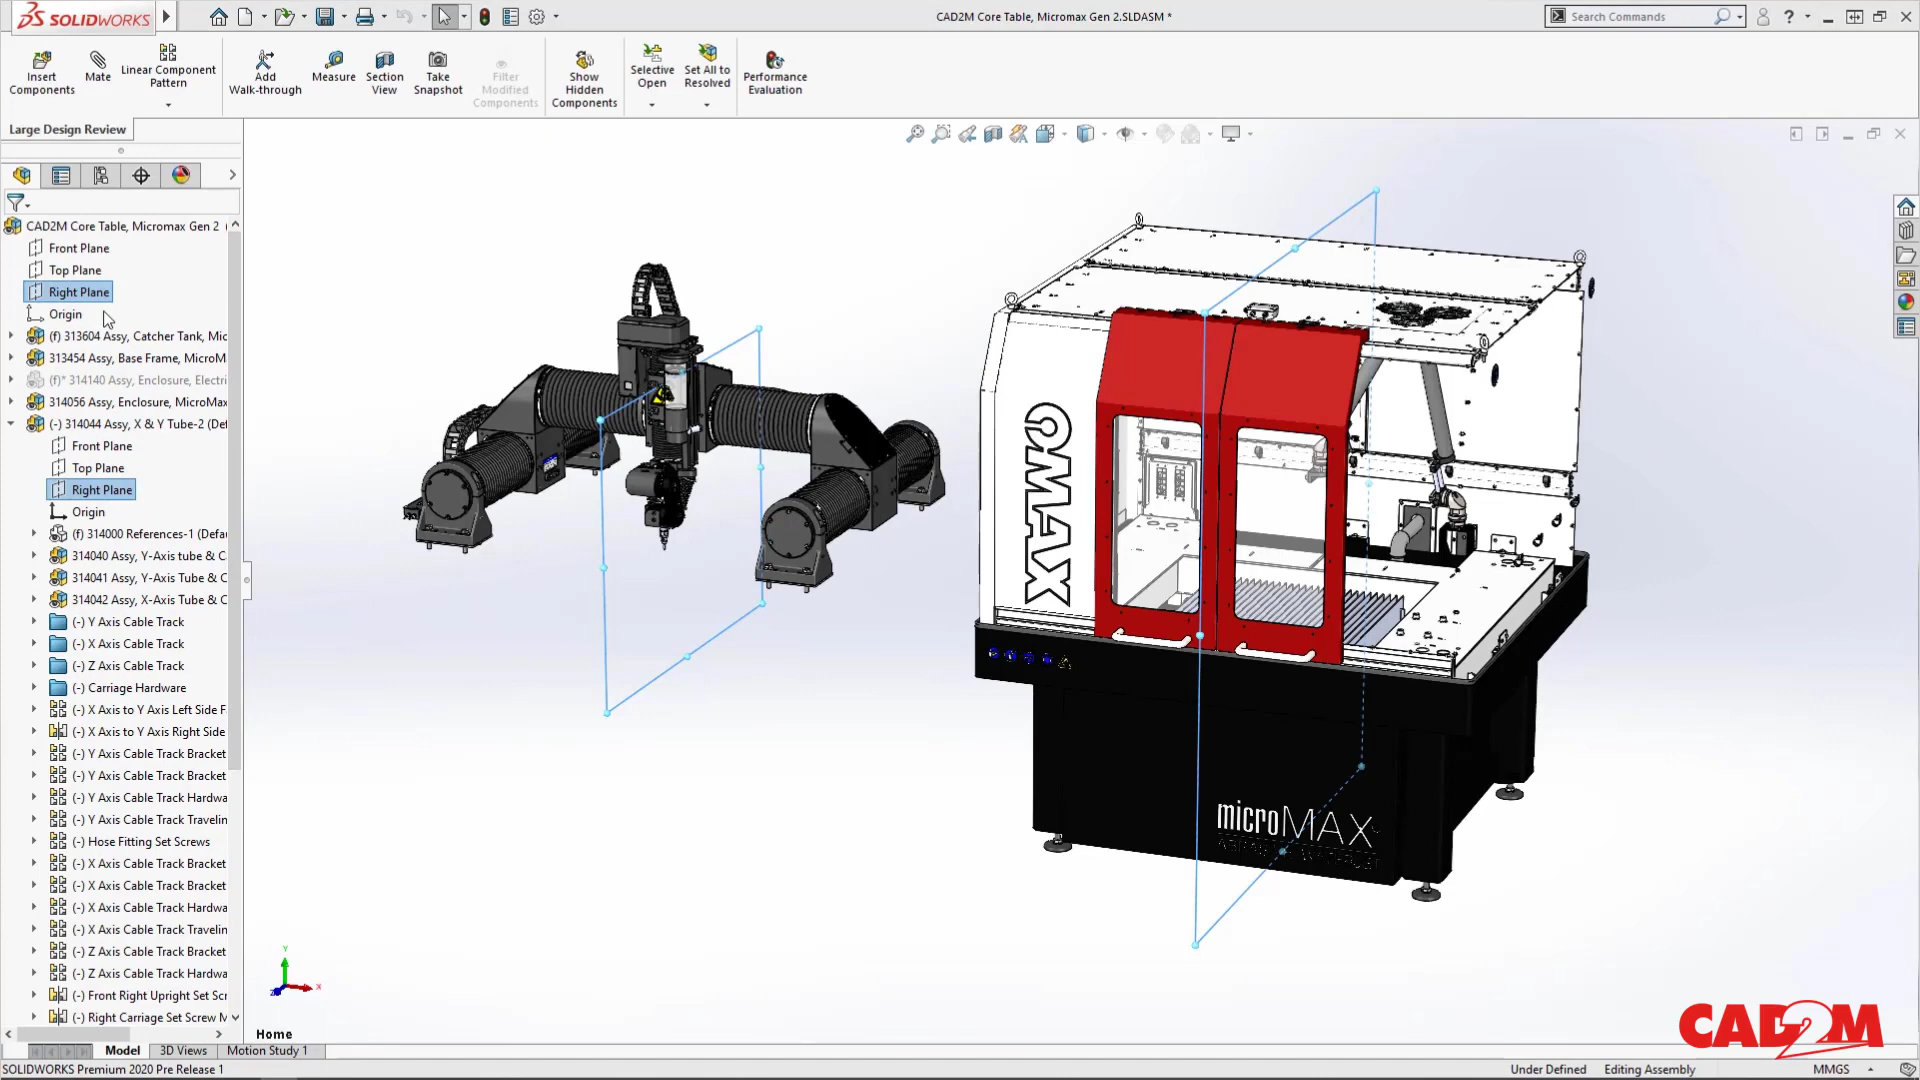 SOLIDWORKS
CAD2M Core Table, Micromax Gen 2.SLDASM *
Search Commands
?
Insert
Components
Mate
Linear Component
Pattern
Add
Walk-through
Measure
Section
View
Take
Snapshot
Filter
Modified
Components
Show
Hidden
Components
Selective
Open
Set All to
Resolved
Performance
Evaluation
Large Design Review
CAD2M Core Table, Micromax Gen 2 (
Front Plane
Top Plane
Right Plane
Origin
(f) 313604 Assy, Catcher Tank, Mic
313454 Assy, Base Frame, MicroM
(f)* 314140 Assy, Enclosure, Electri
314056 Assy, Enclosure, MicroMax
(-) 314044 Assy, X & Y Tube-2 (Def
Front Plane
Top Plane
Right Plane
Origin
(f) 314000 References-1 (Defau
314040 Assy, Y-Axis tube & C
314041 Assy, Y-Axis Tube & C
314042 Assy, X-Axis Tube & C
(-) Y Axis Cable Track
(-) X Axis Cable Track
(-) Z Axis Cable Track
(-) Carriage Hardware
(-) X Axis to Y Axis Left Side F
(-) X Axis to Y Axis Right Side
(-) Y Axis Cable Track Bracket
(-) Y Axis Cable Track Bracket
(-) Y Axis Cable Track Hardwa
(-) Y Axis Cable Track Travelin
(-) Hose Fitting Set Screws
(-) X Axis Cable Track Bracket
(-) X Axis Cable Track Bracket
(-) X Axis Cable Track Hardwa
(-) X Axis Cable Track Travelin
(-) Z Axis Cable Track Bracket
(-) Z Axis Cable Track Hardwa
(-) Front Right Upright Set Scr
(-) Right Carriage Set Screw M
OMAX
microMAX
Y
X
Z
Home
CAD2M
Model
3D Views
Motion Study 1
SOLIDWORKS Premium 2020 Pre Release 1
Under Defined
Editing Assembly
MMGS